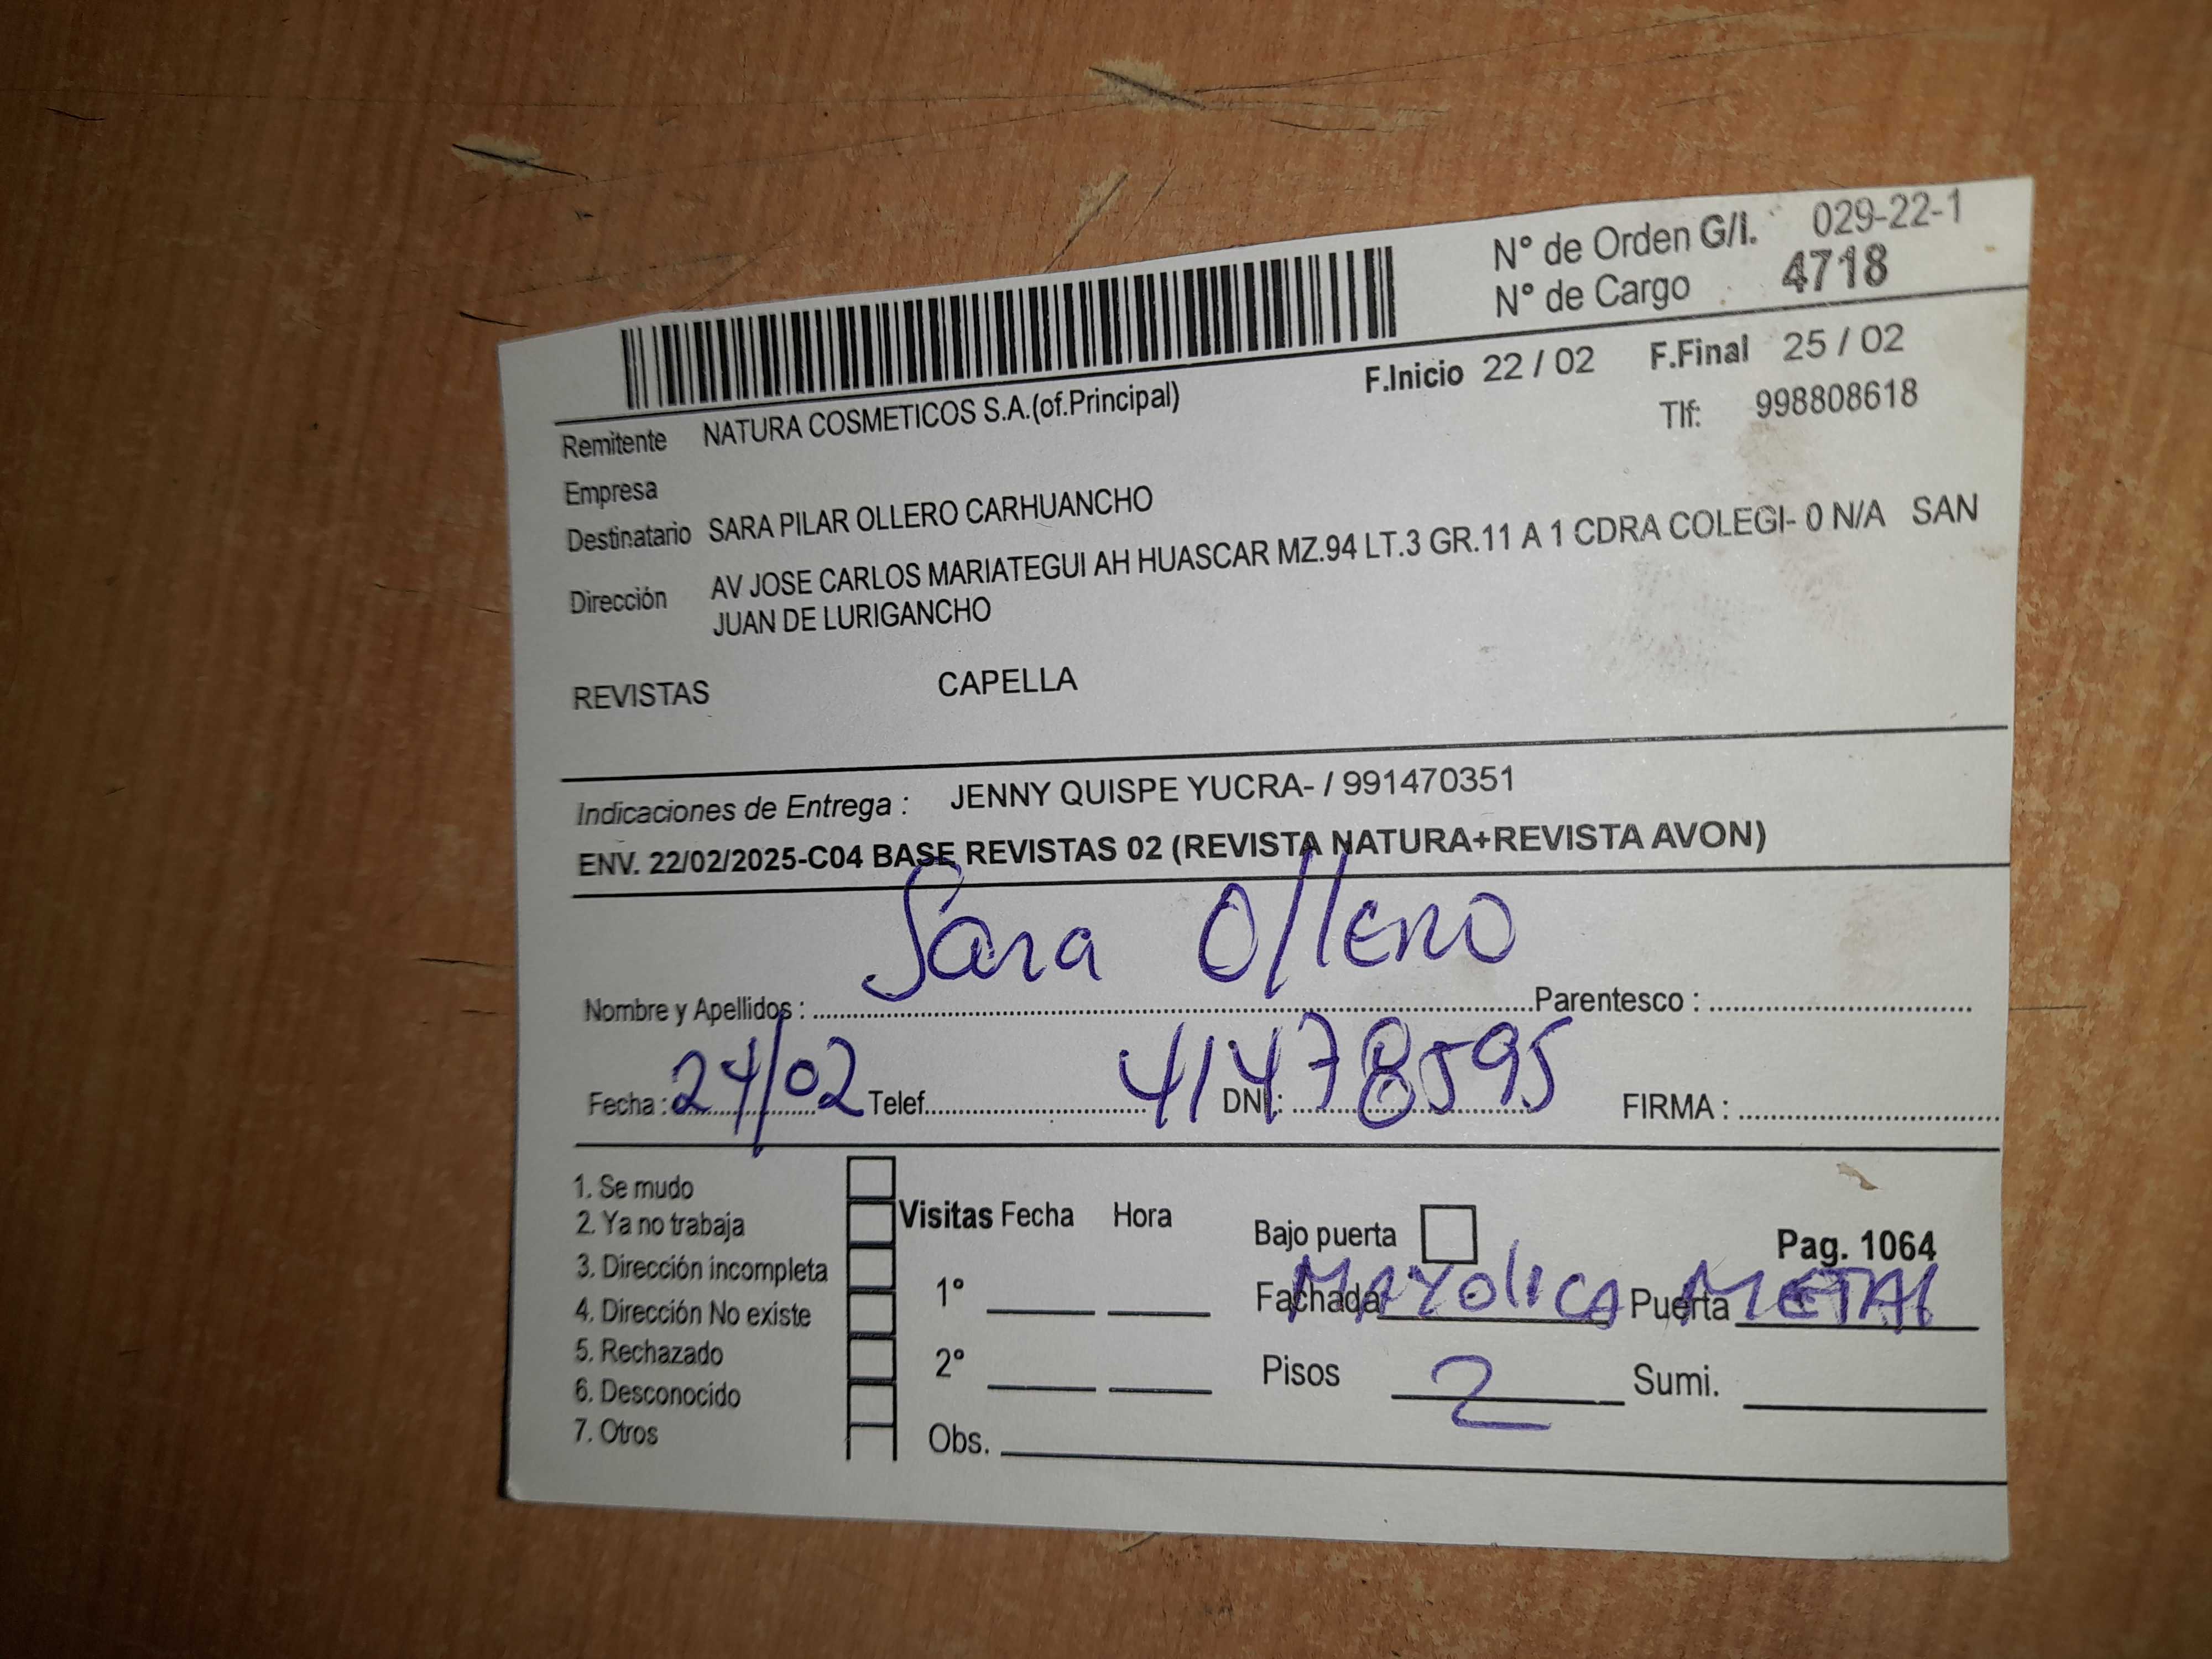 N° de Orden G/I. 029-22-1
N° de Cargo : 4718
F.Inicio 22 / 02 F.Final 25 / 02
Remitente NATURA COSMETICOS S.A.(of.Principal) Tlf: 998808618
Empresa
Destinatario SARA PILAR OLLERO CARHUANCHO
Dirección AV JOSE CARLOS MARIATEGUI AH HUASCAR MZ.94 LT.3 GR.11 A 1 CDRA COLEGI- 0 N/A SAN
JUAN DE LURIGANCHO
REVISTAS CAPELLA
Indicaciones de Entrega : JENNY QUISPE YUCRA- / 991470351
ENV. 22/02/2025-C04 BASE REVISTAS 02 (REVISTA NATURA+REVISTA AVON)
Sara Ollero
Nombre y Apellidos : Parentesco :
Fecha : 24/02 Telef. DNI.: 41478595 FIRMA :
1. Se mudo
2. Ya no trabaja
3. Dirección incompleta
4. Dirección No existe
5. Rechazado
6. Desconocido
7. Otros
Visitas Fecha Hora
1°
2°
Obs.
Bajo puerta
Pag. 1064
Fachada MAYOLICA Puerta METAL
Pisos 2 Sumi.